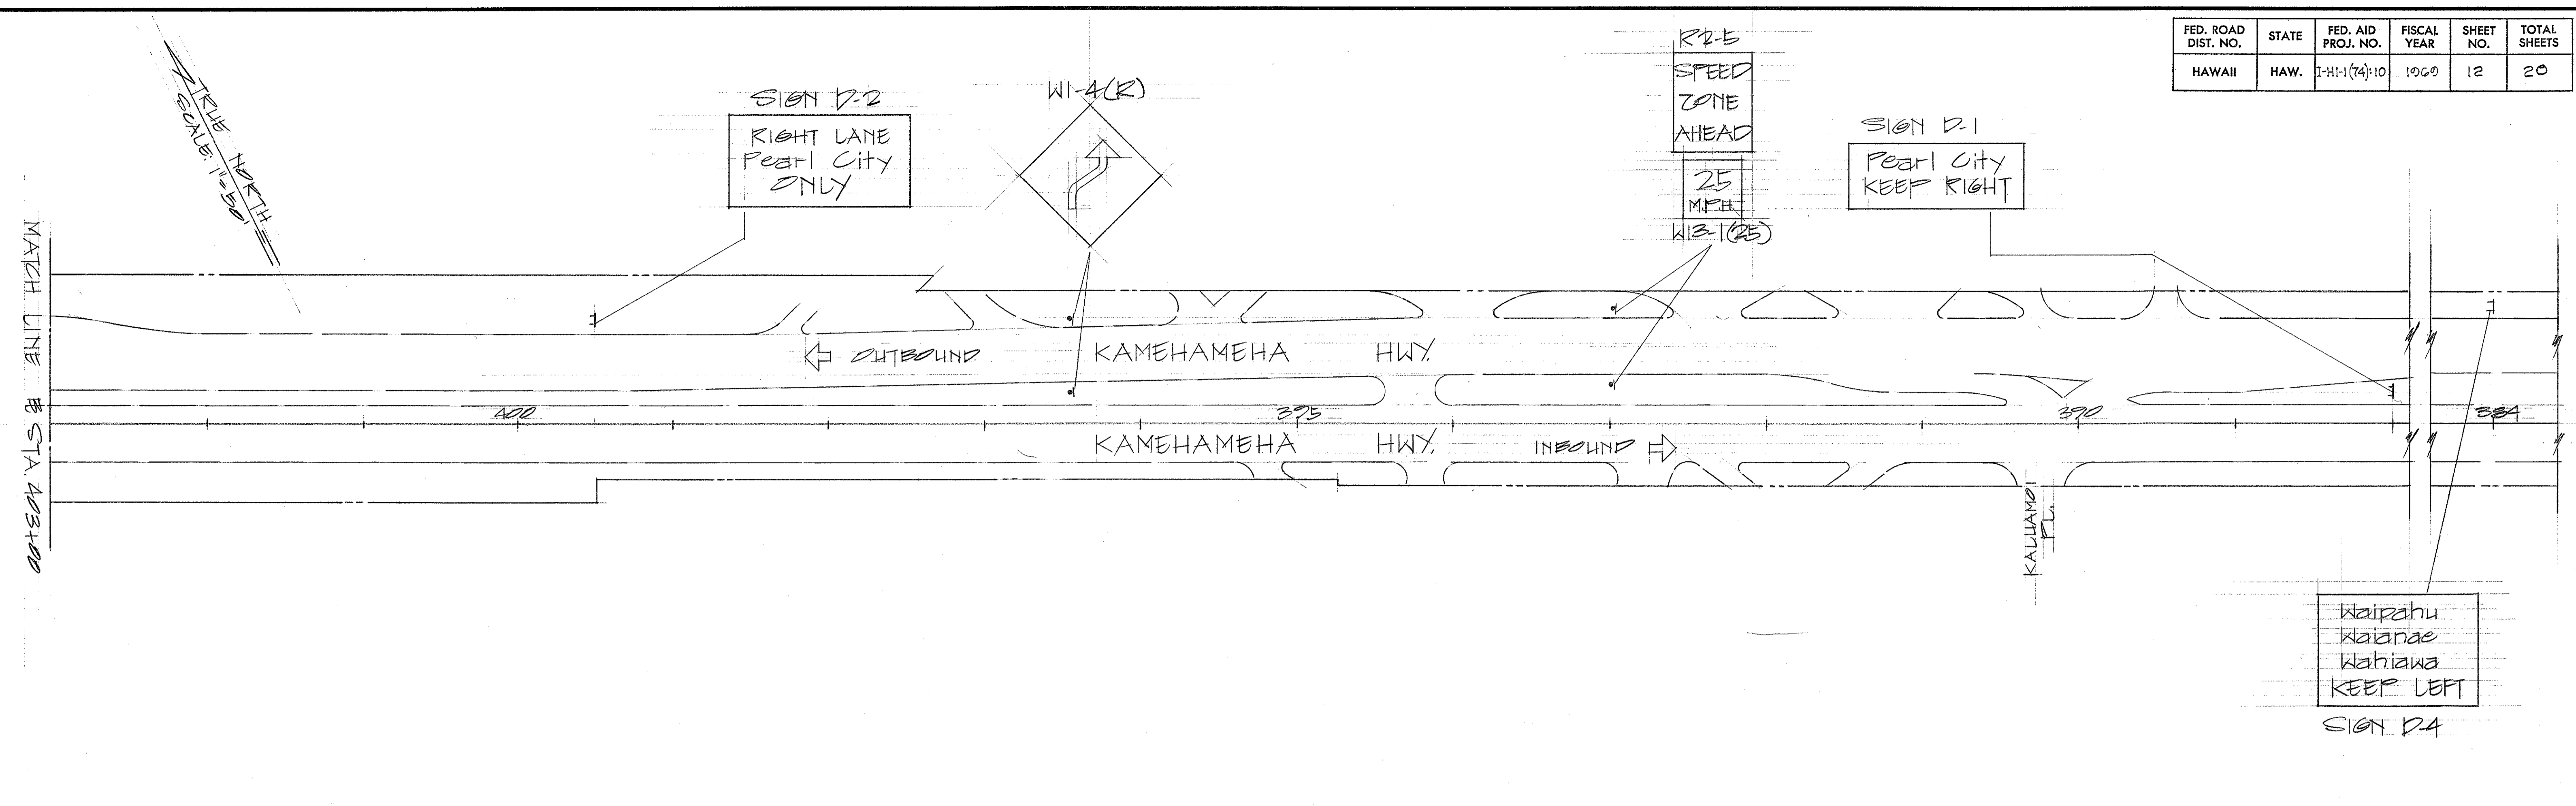 FED. ROAD DIST. NO. STATE FED. AID PROJ. NO. FISCAL YEAR SHEET NO. TOTAL SHEETS
HAWAII HAW. I-H1-1(74):10 1969 12 20
TRUE NORTH
SCALE: 1"=50'
SIGN D-2
RIGHT LANE
Pearl City
ONLY
W1-4(R)
R2-5
SPEED
ZONE
AHEAD
25
M.P.H.
W13-1(25)
SIGN D-1
Pearl City
KEEP RIGHT
MATCH LINE ℄ STA. 403+00
OUTBOUND KAMEHAMEHA HWY.
400 395 390 384
KAMEHAMEHA HWY. INBOUND
KALUAMOI
PL.
Waipahu
Waianae
Wahiawa
KEEP LEFT
SIGN D-4